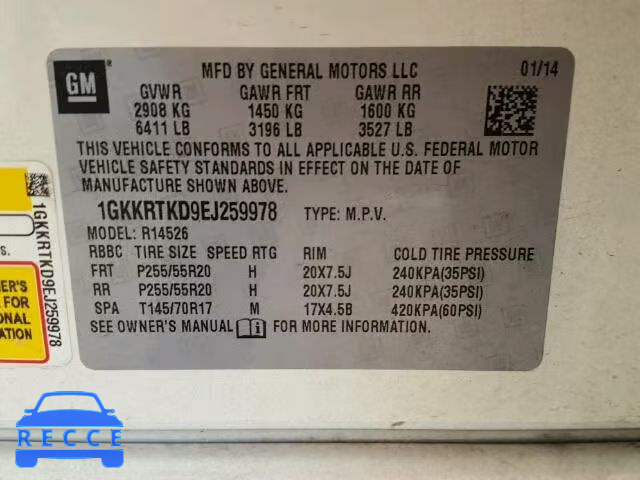 GM
MFD BY GENERAL MOTORS LLC 01/14
GVWR GAWR FRT GAWR RR
2908 KG 1450 KG 1600 KG
6411 LB 3196 LB 3527 LB
THIS VEHICLE CONFORMS TO ALL APPLICABLE U.S. FEDERAL MOTOR
VEHICLE SAFETY STANDARDS IN EFFECT ON THE DATE OF
MANUFACTURE SHOWN ABOVE.
1GKKRTKD9EJ259978 TYPE: M.P.V.
MODEL: R14526
RBBC TIRE SIZE SPEED RTG RIM COLD TIRE PRESSURE
FRT P255/55R20 H 20X7.5J 240KPA(35PSI)
RR P255/55R20 H 20X7.5J 240KPA(35PSI)
SPA T145/70R17 M 17X4.5B 420KPA(60PSI)
SEE OWNER'S MANUAL FOR MORE INFORMATION.
1GKKRTKD9EJ259978
S.
ER'S
FOR
ONAL
ON.
RECCE